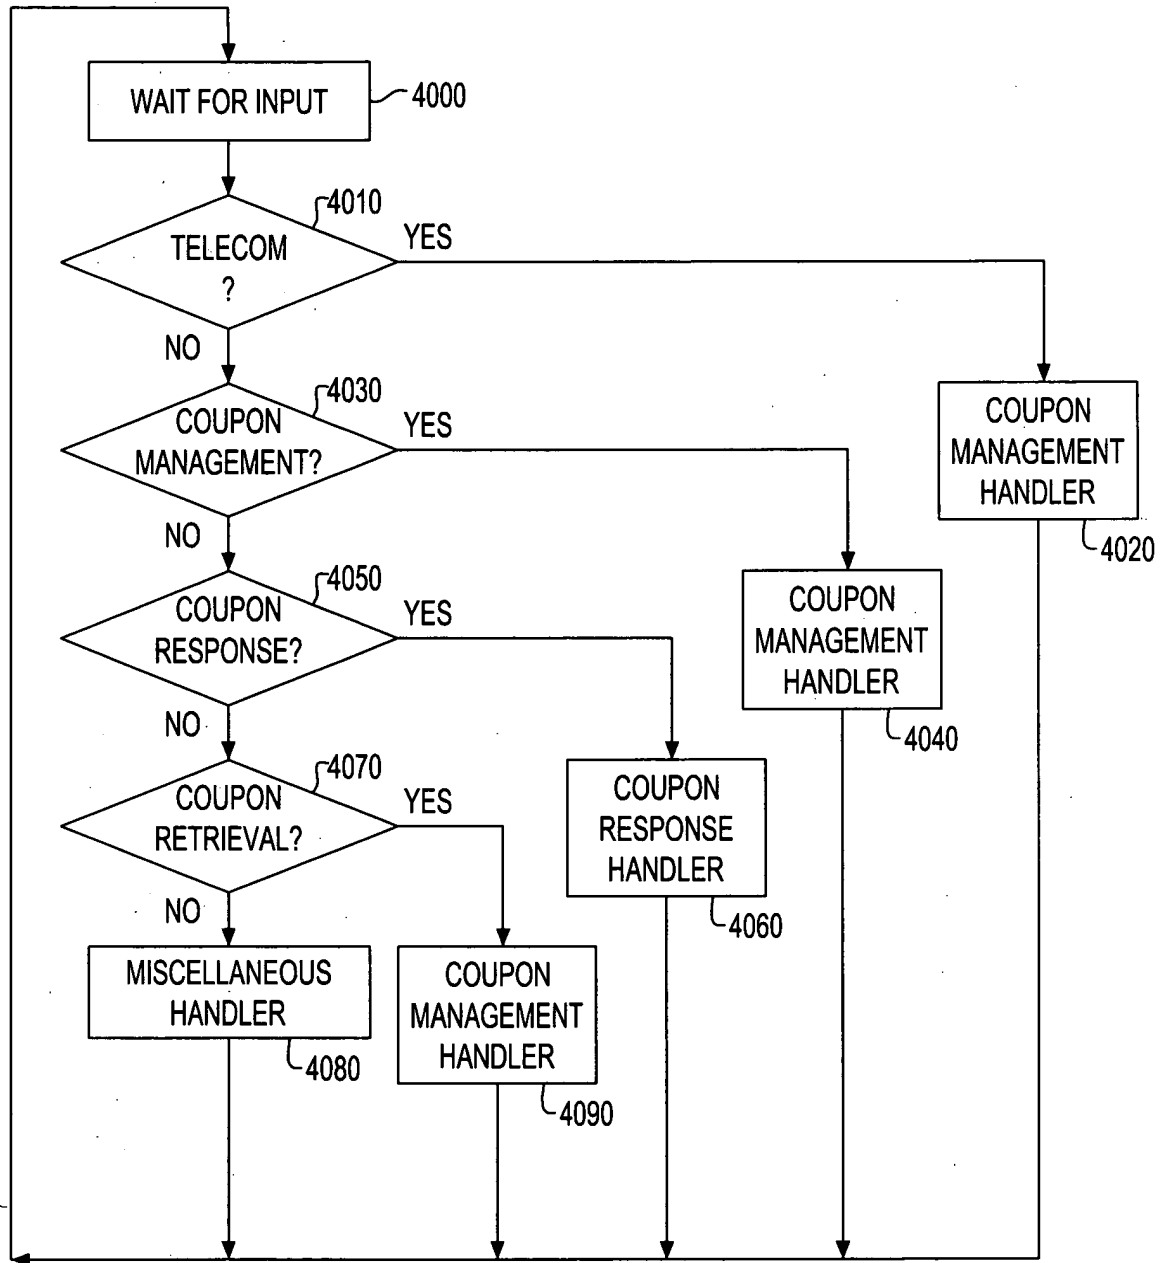 WAIT FOR INPUT
4000
4010
TELECOM
?
YES
NO
4030
COUPON
MANAGEMENT?
YES
COUPON
MANAGEMENT
HANDLER
4020
NO
4050
COUPON
RESPONSE?
YES
COUPON
MANAGEMENT
HANDLER
4040
NO
4070
COUPON
RETRIEVAL?
YES
COUPON
RESPONSE
HANDLER
4060
NO
MISCELLANEOUS
HANDLER
4080
COUPON
MANAGEMENT
HANDLER
4090